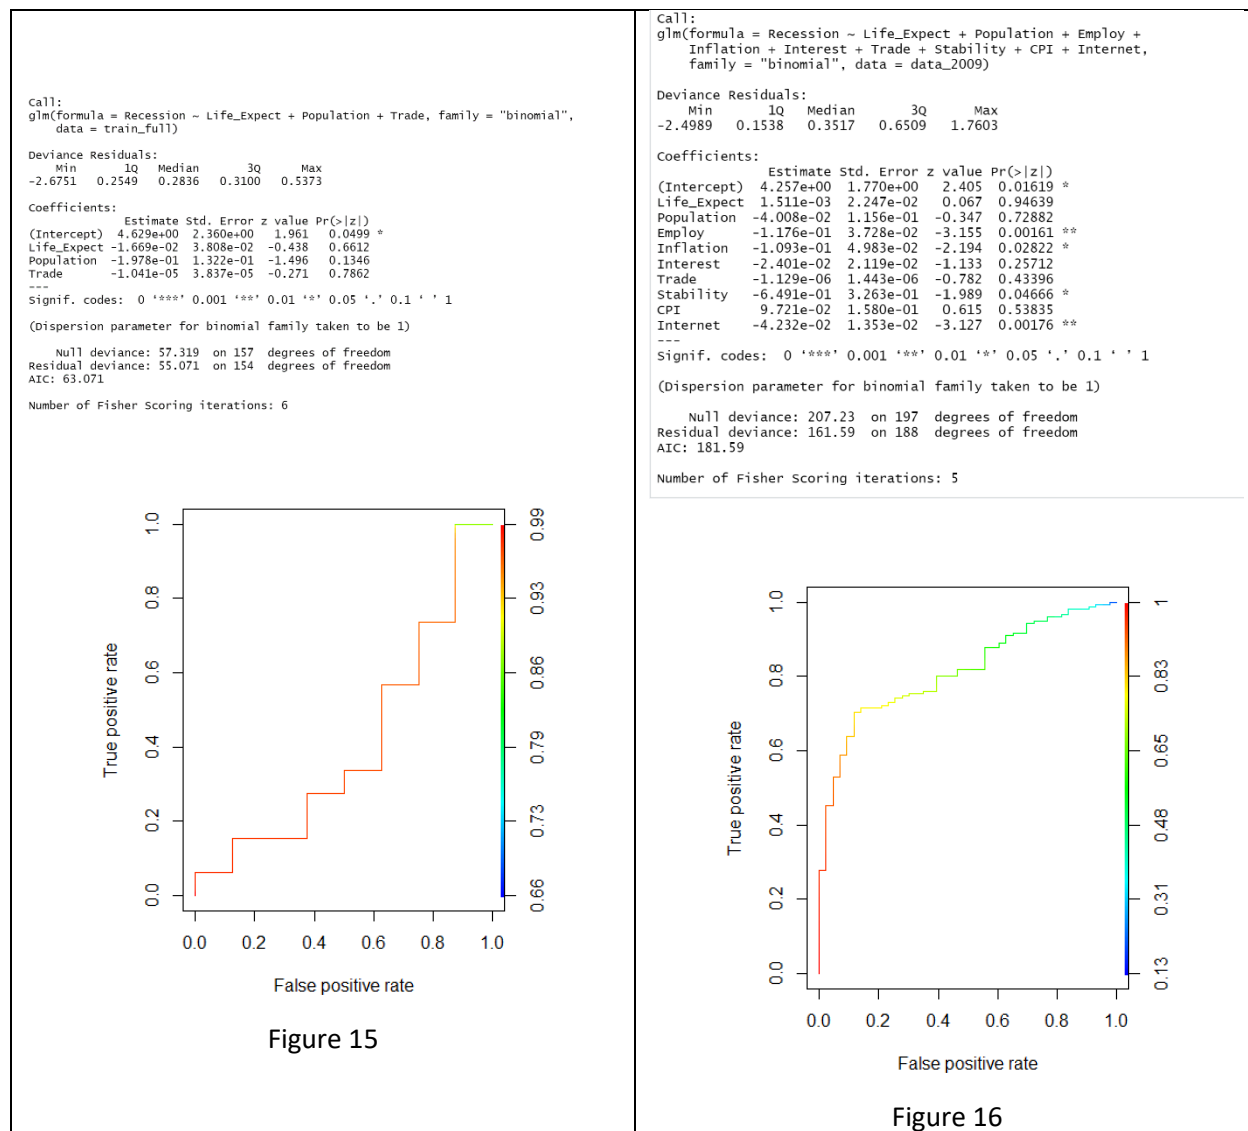 Call:
glm(formula = Recession ~ Life_Expect + Population + Trade, family = "binomial",
    data = train_full)
Deviance Residuals:
    Min       1Q   Median       3Q      Max
-2.6751   0.2549   0.2836   0.3100   0.5373
Coefficients:
              Estimate Std. Error z value Pr(>|z|)
(Intercept)  4.629e+00  2.360e+00   1.961   0.0499 *
Life_Expect -1.669e-02  3.808e-02  -0.438   0.6612
Population  -1.978e-01  1.322e-01  -1.496   0.1346
Trade       -1.041e-05  3.837e-05  -0.271   0.7862
---
Signif. codes:  0 ‘***’ 0.001 ‘**’ 0.01 ‘*’ 0.05 ‘.’ 0.1 ‘ ’ 1
(Dispersion parameter for binomial family taken to be 1)
    Null deviance: 57.319  on 157  degrees of freedom
Residual deviance: 55.071  on 154  degrees of freedom
AIC: 63.071
Number of Fisher Scoring iterations: 6
True positive rate
0.0 0.2 0.4 0.6 0.8 1.0
0.66 0.73 0.79 0.86 0.93 0.99
0.0 0.2 0.4 0.6 0.8 1.0
False positive rate
Figure 15
Call:
glm(formula = Recession ~ Life_Expect + Population + Employ +
    Inflation + Interest + Trade + Stability + CPI + Internet,
    family = "binomial", data = data_2009)
Deviance Residuals:
    Min       1Q   Median       3Q      Max
-2.4989   0.1538   0.3517   0.6509   1.7603
Coefficients:
              Estimate Std. Error z value Pr(>|z|)
(Intercept)  4.257e+00  1.770e+00   2.405  0.01619 *
Life_Expect  1.511e-03  2.247e-02   0.067  0.94639
Population  -4.008e-02  1.156e-01  -0.347  0.72882
Employ      -1.176e-01  3.728e-02  -3.155  0.00161 **
Inflation   -1.093e-01  4.983e-02  -2.194  0.02822 *
Interest    -2.401e-02  2.119e-02  -1.133  0.25712
Trade       -1.129e-06  1.443e-06  -0.782  0.43396
Stability   -6.491e-01  3.263e-01  -1.989  0.04666 *
CPI          9.721e-02  1.580e-01   0.615  0.53835
Internet    -4.232e-02  1.353e-02  -3.127  0.00176 **
---
Signif. codes:  0 ‘***’ 0.001 ‘**’ 0.01 ‘*’ 0.05 ‘.’ 0.1 ‘ ’ 1
(Dispersion parameter for binomial family taken to be 1)
    Null deviance: 207.23  on 197  degrees of freedom
Residual deviance: 161.59  on 188  degrees of freedom
AIC: 181.59
Number of Fisher Scoring iterations: 5
True positive rate
0.0 0.2 0.4 0.6 0.8 1.0
0.13 0.31 0.48 0.65 0.83 1
0.0 0.2 0.4 0.6 0.8 1.0
False positive rate
Figure 16